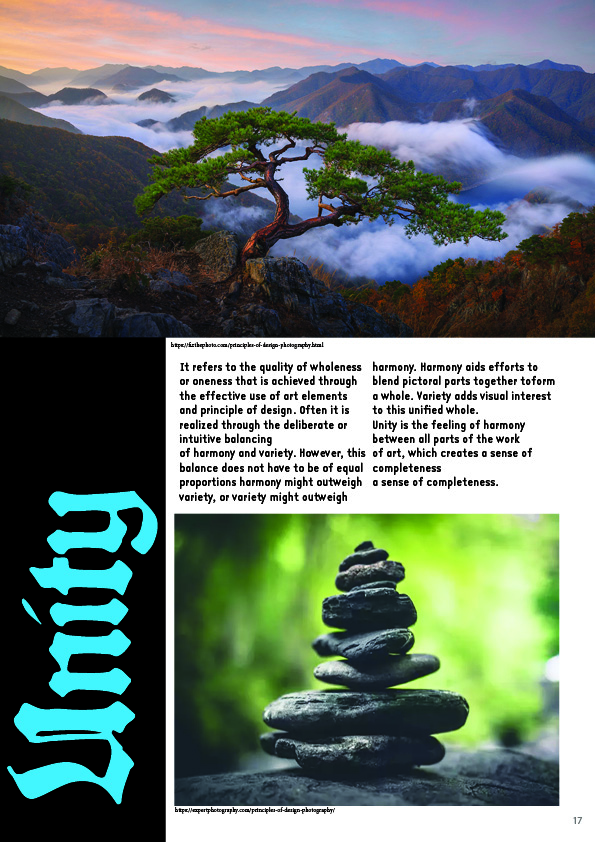 https://fixthephoto.com/principles-of-design-photography.html
It refers to the quality of wholeness
or oneness that is achieved through
the effective use of art elements
and principle of design. Often it is
realized through the deliberate or
intuitive balancing
of harmony and variety. However, this
balance does not have to be of equal
proportions harmony might outweigh
variety, or variety might outweigh
harmony. Harmony aids efforts to
blend pictoral parts together toform
a whole. Variety adds visual interest
to this unified whole.
Unity is the feeling of harmony
between all parts of the work
of art, which creates a sense of
completeness
a sense of completeness.
Unity
https://expertphotography.com/principles-of-design-photography/
17